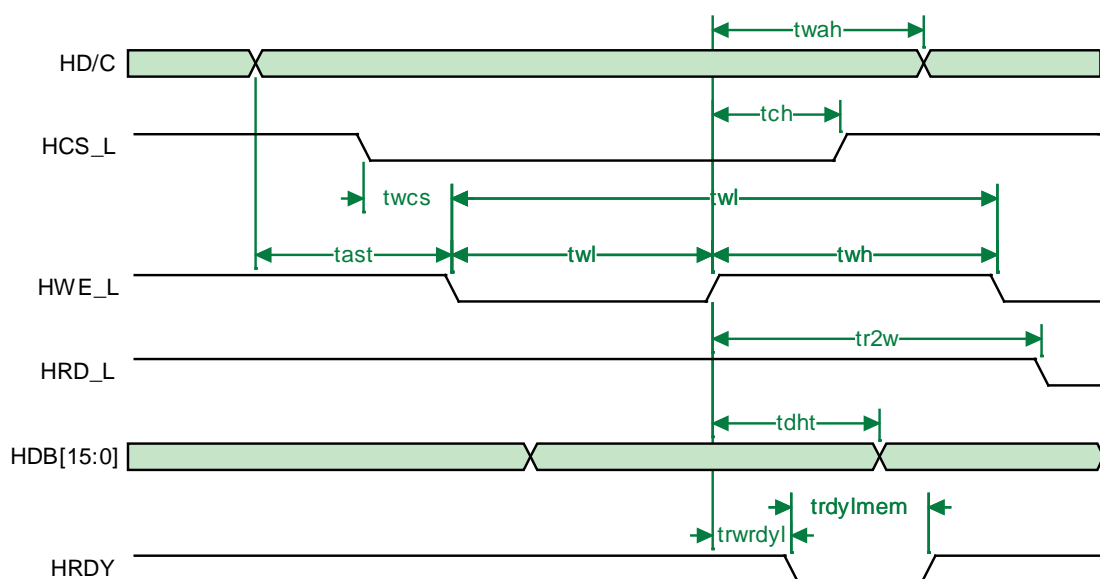 twah
HD/C
tch
HCS_L
twcs
twl
tast
twl
twh
HWE_L
tr2w
HRD_L
tdht
HDB[15:0]
trdylmem
trwrdyl
HRDY